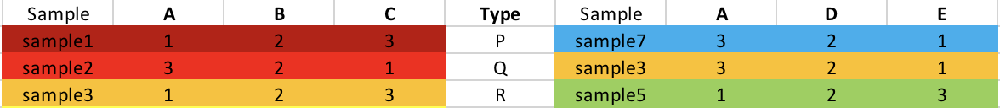 Sample A B C Type Sample A D E
sample1 1 2 3 P sample7 3 2 1
sample2 3 2 1 Q sample3 3 2 1
sample3 1 2 3 R sample5 1 2 3